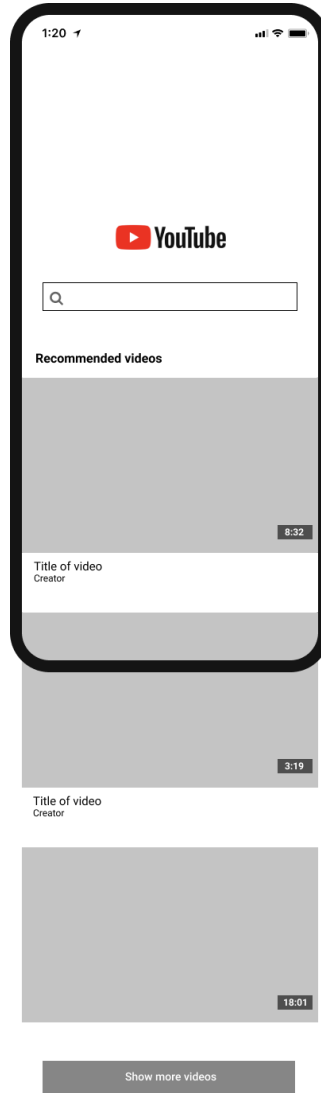 1:20
YouTube
Recommended videos
8:32
Title of video
Creator
3:19
Title of video
Creator
18:01
Show more videos